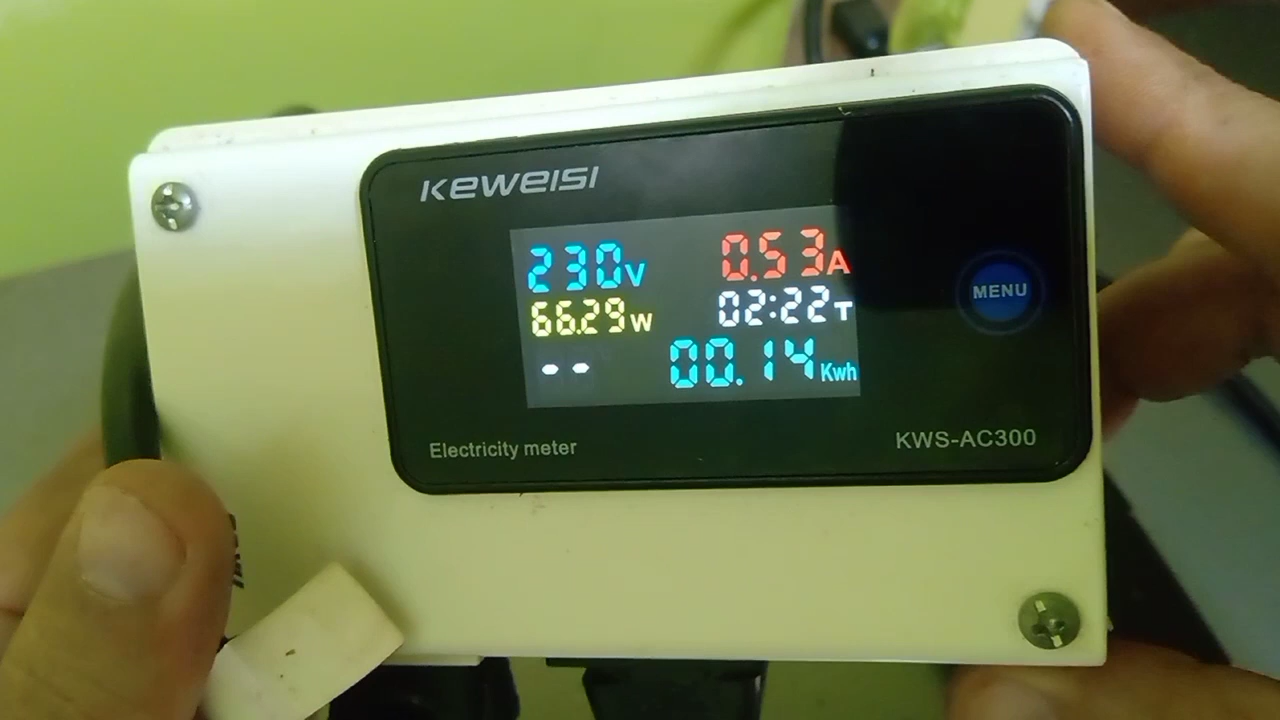 KEWEISI
230V 0.53A
66.29W 02:22T
-- 00.14Kwh
MENU
Electricity meter
KWS-AC300